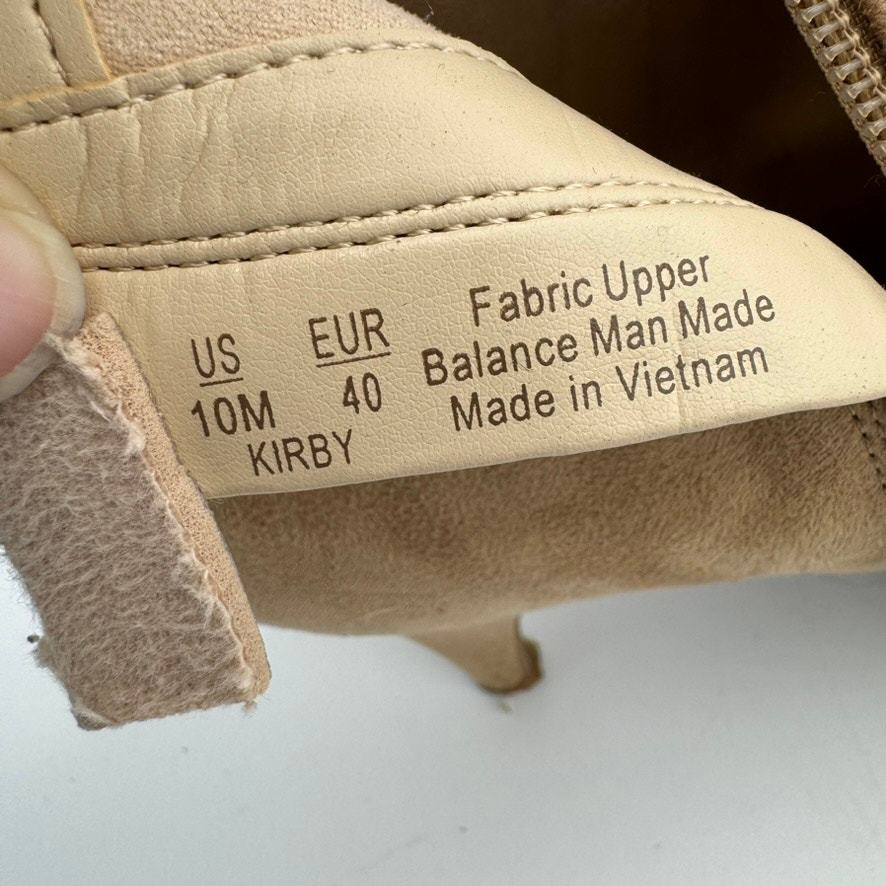 US EUR
10M 40
KIRBY
Fabric Upper
Balance Man Made
Made in Vietnam